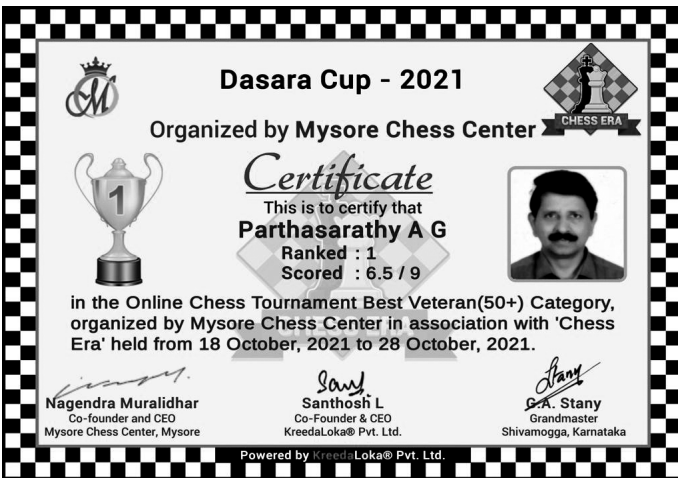 Dasara Cup - 2021
Organized by Mysore Chess Center
CHESS ERA
Certificate
1
This is to certify that
Parthasarathy A G
Ranked : 1
Scored : 6.5 / 9
in the Online Chess Tournament Best Veteran(50+) Category,
organized by Mysore Chess Center in association with 'Chess
Era' held from 18 October, 2021 to 28 October, 2021.
CHESS ERA
Stany
Nagendra Muralidhar
Co-founder and CEO
Mysore Chess Center, Mysore
Santhosh L
Co-Founder & CEO
KreedaLoka® Pvt. Ltd.
G.A. Stany
Grandmaster
Shivamogga, Karnataka
Powered by KreedaLoka® Pvt. Ltd.